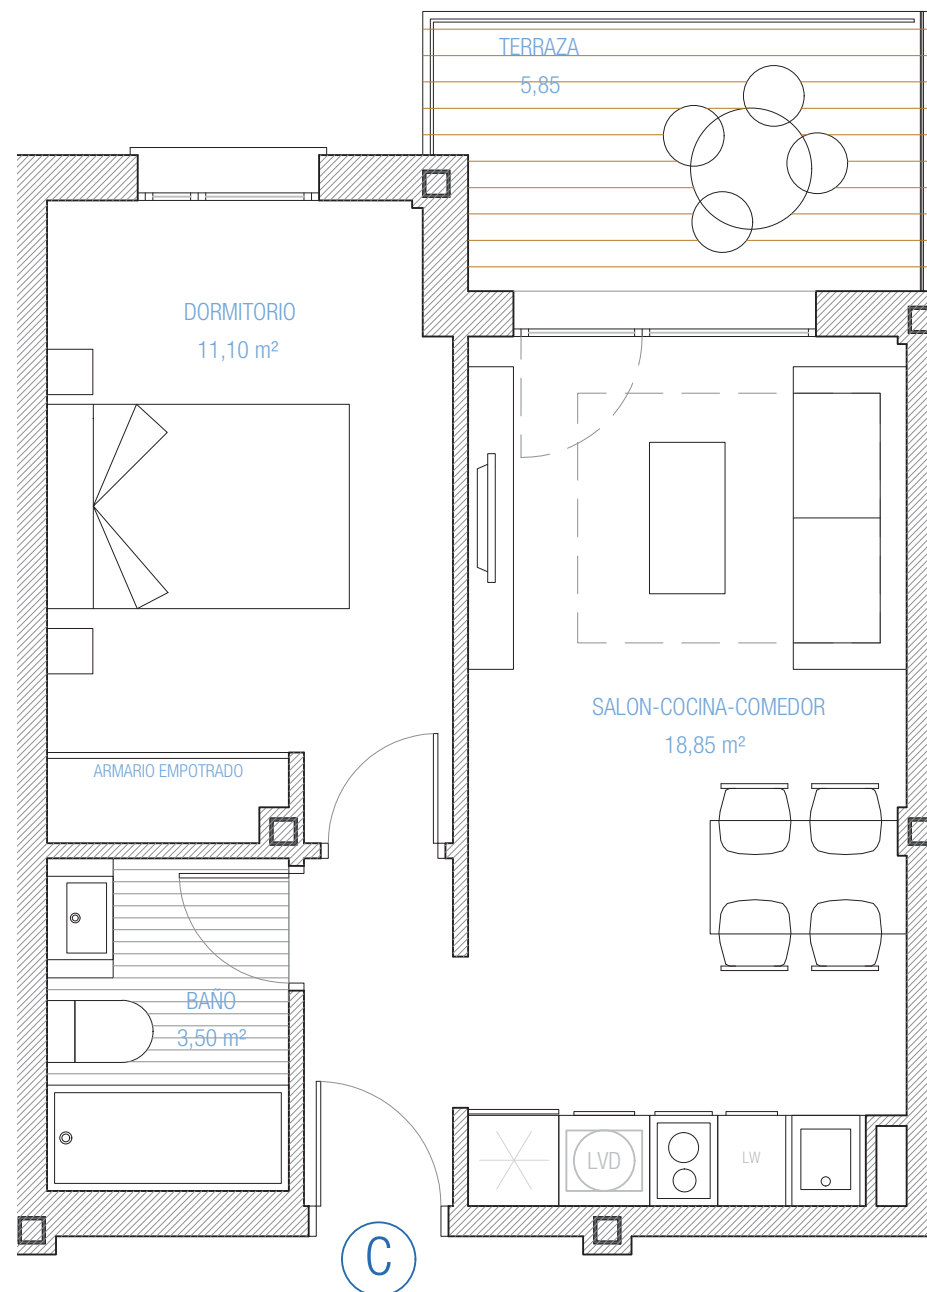 TERRAZA
5,85
DORMITORIO
11,10 m²
SALON-COCINA-COMEDOR
18,85 m²
ARMARIO EMPOTRADO
BAÑO
3,50 m²
LVD
LW
C